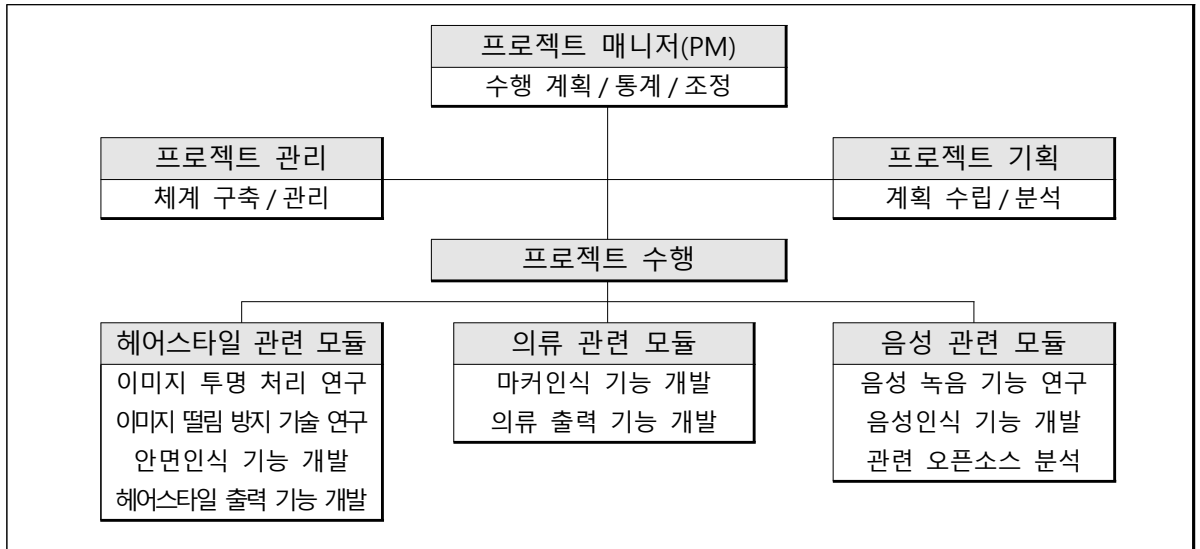 프로젝트 매니저(PM)
수행 계획 / 통계 / 조정
프로젝트 관리
체계 구축 / 관리
프로젝트 기획
계획 수립 / 분석
프로젝트 수행
헤어스타일 관련 모듈
이미지 투명 처리 연구
이미지 떨림 방지 기술 연구
안면인식 기능 개발
헤어스타일 출력 기능 개발
의류 관련 모듈
마커인식 기능 개발
의류 출력 기능 개발
음성 관련 모듈
음성 녹음 기능 연구
음성인식 기능 개발
관련 오픈소스 분석